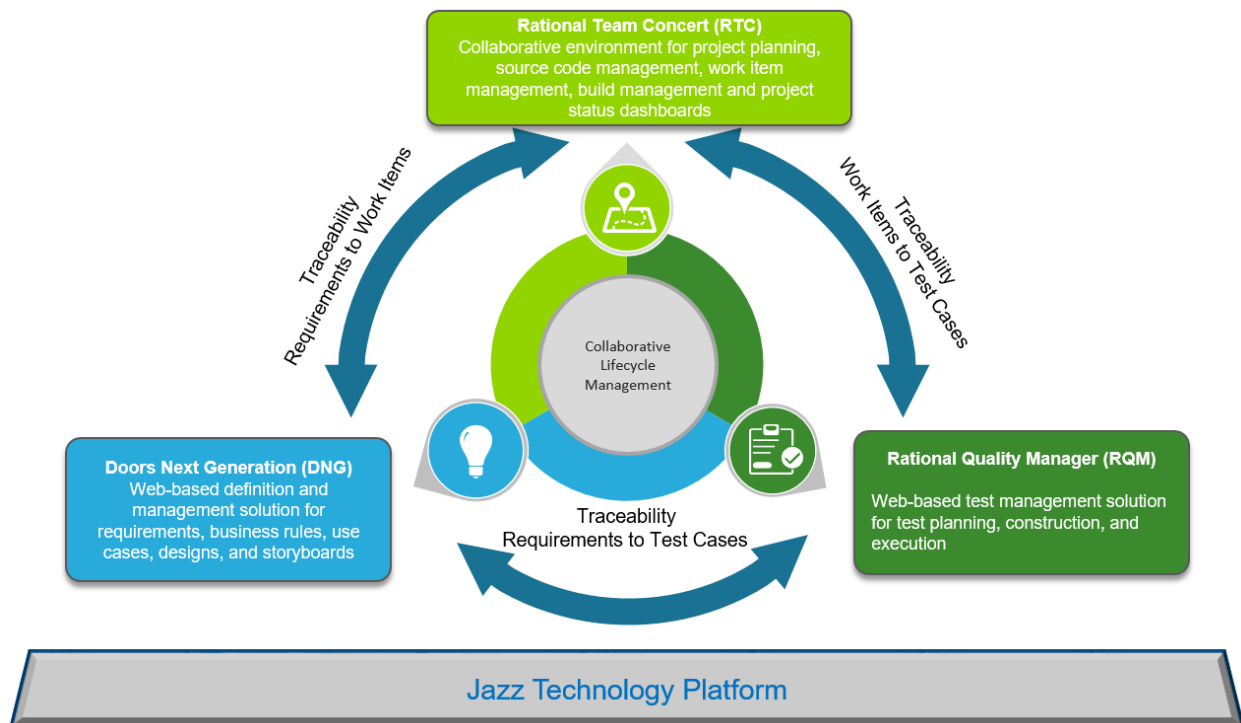 Rational Team Concert (RTC)
Collaborative environment for project planning,
source code management, work item
management, build management and project
status dashboards
Traceability
Requirements to Work Items
Traceability
Work Items to Test Cases
Collaborative
Lifecycle
Management
Doors Next Generation (DNG)
Web-based definition and
management solution for
requirements, business rules, use
cases, designs, and storyboards
Rational Quality Manager (RQM)
Web-based test management solution
for test planning, construction, and
execution
Traceability
Requirements to Test Cases
Jazz Technology Platform